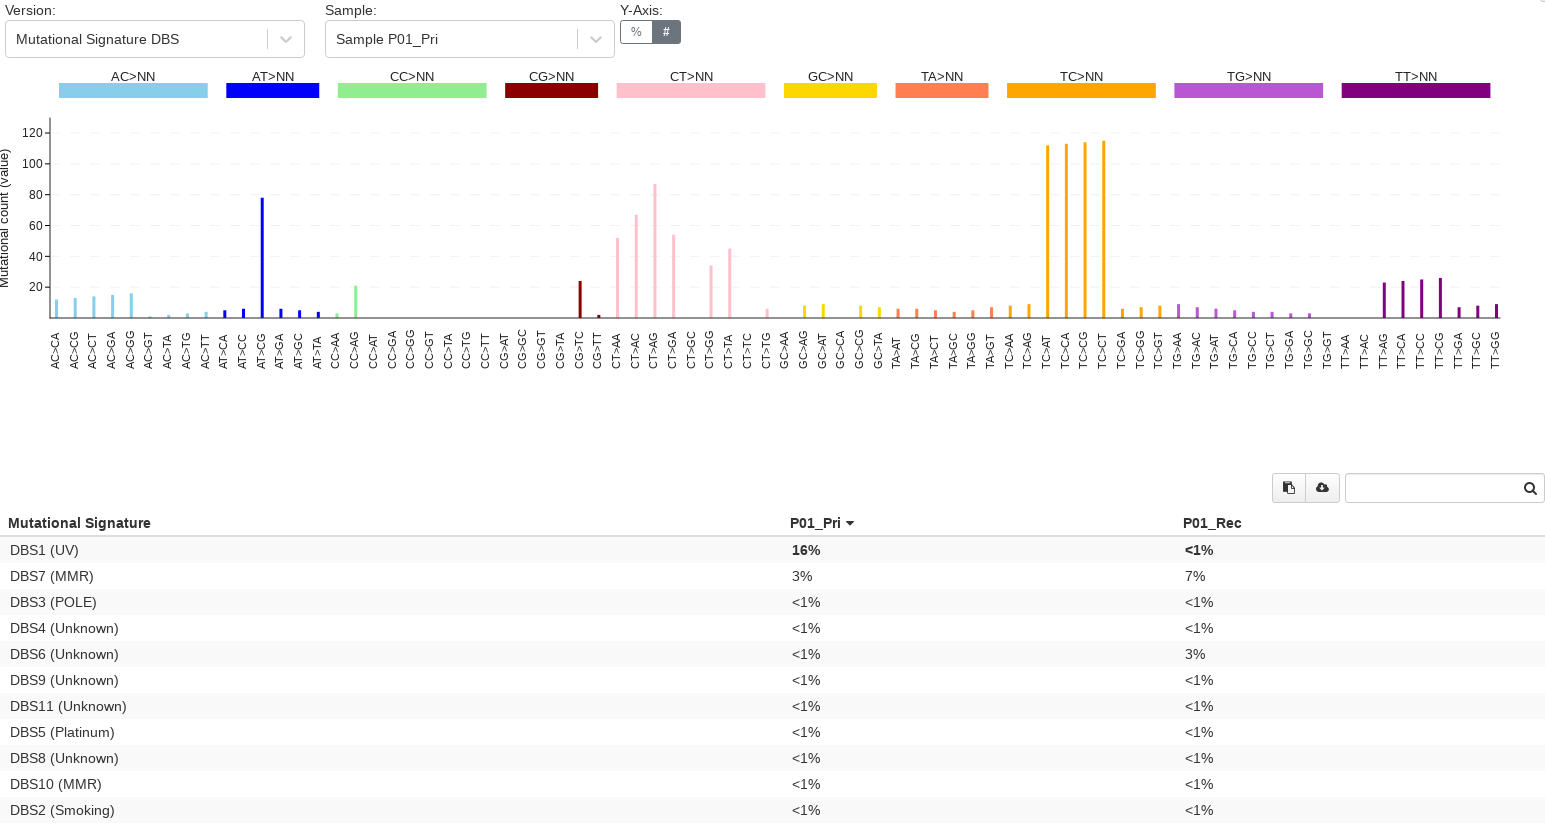 Version: Sample: Y-Axis:
Mutational Signature DBS Sample P01_Pri % #
AC>NN AT>NN CC>NN CG>NN CT>NN GC>NN TA>NN TC>NN TG>NN TT>NN
Mutational count (value)
120
100
80
60
40
20
AC>CA AC>CG AC>CT AC>GA AC>GG AC>GT AC>TA AC>TG AC>TT AT>CA AT>CC AT>CG AT>GA AT>GC AT>TA CC>AA CC>AG CC>AT CC>GA CC>GG CC>GT CC>TA CC>TG CC>TT CG>AT CG>GC CG>GT CG>TA CG>TC CG>TT CT>AA CT>AC CT>AG CT>GA CT>GC CT>GG CT>TA CT>TC CT>TG GC>AA GC>AG GC>AT GC>CA GC>CG GC>TA TA>AT TA>CG TA>CT TA>GC TA>GG TA>GT TC>AA TC>AG TC>AT TC>CA TC>CG TC>CT TC>GA TC>GG TC>GT TG>AA TG>AC TG>AT TG>CA TG>CC TG>CT TG>GA TG>GC TG>GT TT>AA TT>AC TT>AG TT>CA TT>CC TT>CG TT>GA TT>GC TT>GG
Mutational Signature P01_Pri P01_Rec
DBS1 (UV) 16% <1%
DBS7 (MMR) 3% 7%
DBS3 (POLE) <1% <1%
DBS4 (Unknown) <1% <1%
DBS6 (Unknown) <1% 3%
DBS9 (Unknown) <1% <1%
DBS11 (Unknown) <1% <1%
DBS5 (Platinum) <1% <1%
DBS8 (Unknown) <1% <1%
DBS10 (MMR) <1% <1%
DBS2 (Smoking) <1% <1%